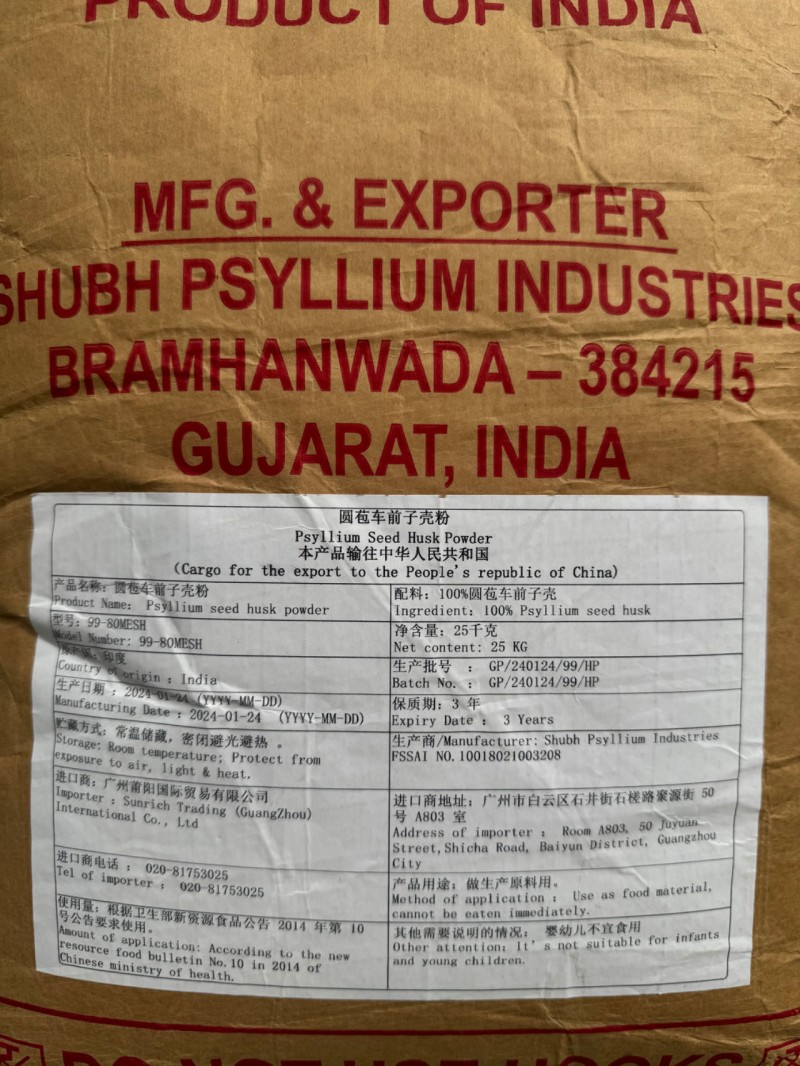 PRODUCT OF INDIA
MFG. & EXPORTER
SHUBH PSYLLIUM INDUSTRIES
BRAMHANWADA – 384215
GUJARAT, INDIA
圆苞车前子壳粉
Psyllium Seed Husk Powder
本产品输往中华人民共和国
(Cargo for the export to the People's republic of China)
产品名称: 圆苞车前子壳粉
Product Name: Psyllium seed husk powder
型号: 99-80MESH
Model Number: 99-80MESH
原产国: 印度
Country of origin : India
生产日期 : 2024-01-24 (YYYY-MM-DD)
Manufacturing Date : 2024-01-24 (YYYY-MM-DD)
贮藏方式: 常温储藏, 密闭避光避热 。
Storage: Room temperature; Protect from
exposure to air, light & heat.
进口商: 广州莆阳国际贸易有限公司
Importer : Sunrich Trading (GuangZhou)
International Co., Ltd
进口商电话 : 020-81753025
Tel of importer : 020-81753025
使用量: 根据卫生部新资源食品公告 2014 年第 10
号公告要求使用。
Amount of application: According to the new
resource food bulletin No.10 in 2014 of
Chinese ministry of health.
配料: 100%圆苞车前子壳
Ingredient: 100% Psyllium seed husk
净含量: 25千克
Net content: 25 KG
生产批号 : GP/240124/99/HP
Batch No. : GP/240124/99/HP
保质期: 3 年
Expiry Date : 3 Years
生产商/Manufacturer: Shubh Psyllium Industries
FSSAI NO.10018021003208
进口商地址: 广州市白云区石井街石槎路聚源街 50
号 A803 室
Address of importer : Room A803, 50 Juyuan
Street, Shicha Road, Baiyun District, Guangzhou
City
产品用途: 做生产原料用。
Method of application : Use as food material,
cannot be eaten immediately.
其他需要说明的情况: 婴幼儿不宜食用
Other attention: It's not suitable for infants
and young children.
DO NOT USE HOOKS